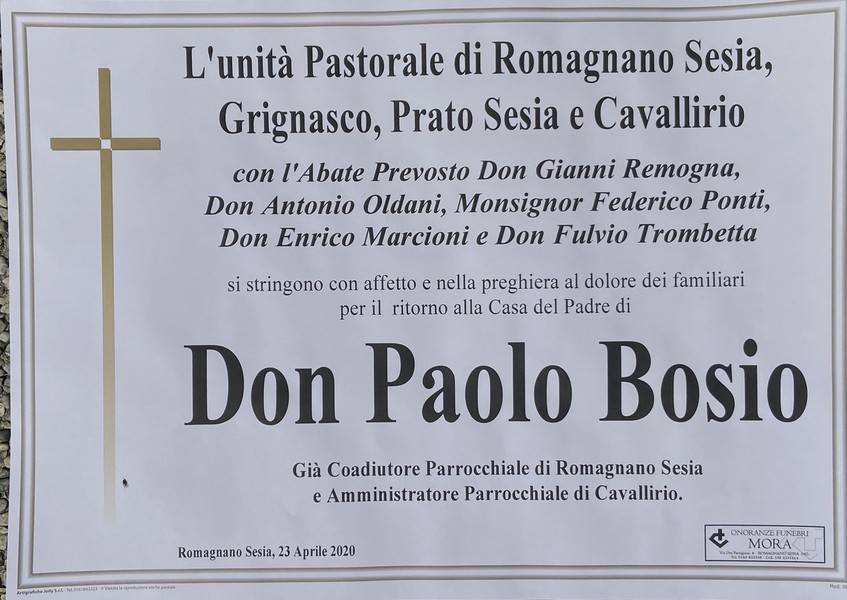 L'unità Pastorale di Romagnano Sesia,
Grignasco, Prato Sesia e Cavallirio
con l'Abate Prevosto Don Gianni Remogna,
Don Antonio Oldani, Monsignor Federico Ponti,
Don Enrico Marcioni e Don Fulvio Trombetta
si stringono con affetto e nella preghiera al dolore dei familiari
per il ritorno alla Casa del Padre di
Don Paolo Bosio
Già Coadiutore Parrocchiale di Romagnano Sesia
e Amministratore Parrocchiale di Cavallirio.
Romagnano Sesia, 23 Aprile 2020
ONORANZE FUNEBRI
MORA
Artigrafiche Jolly S.r.l.